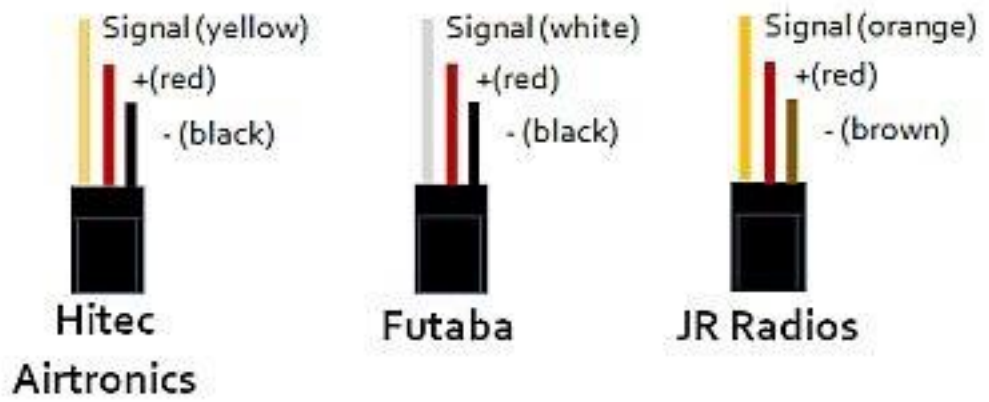 Signal (yellow)
+(red)
- (black)
Hitec
Airtronics
Signal (white)
+(red)
- (black)
Futaba
Signal (orange)
+(red)
- (brown)
JR Radios